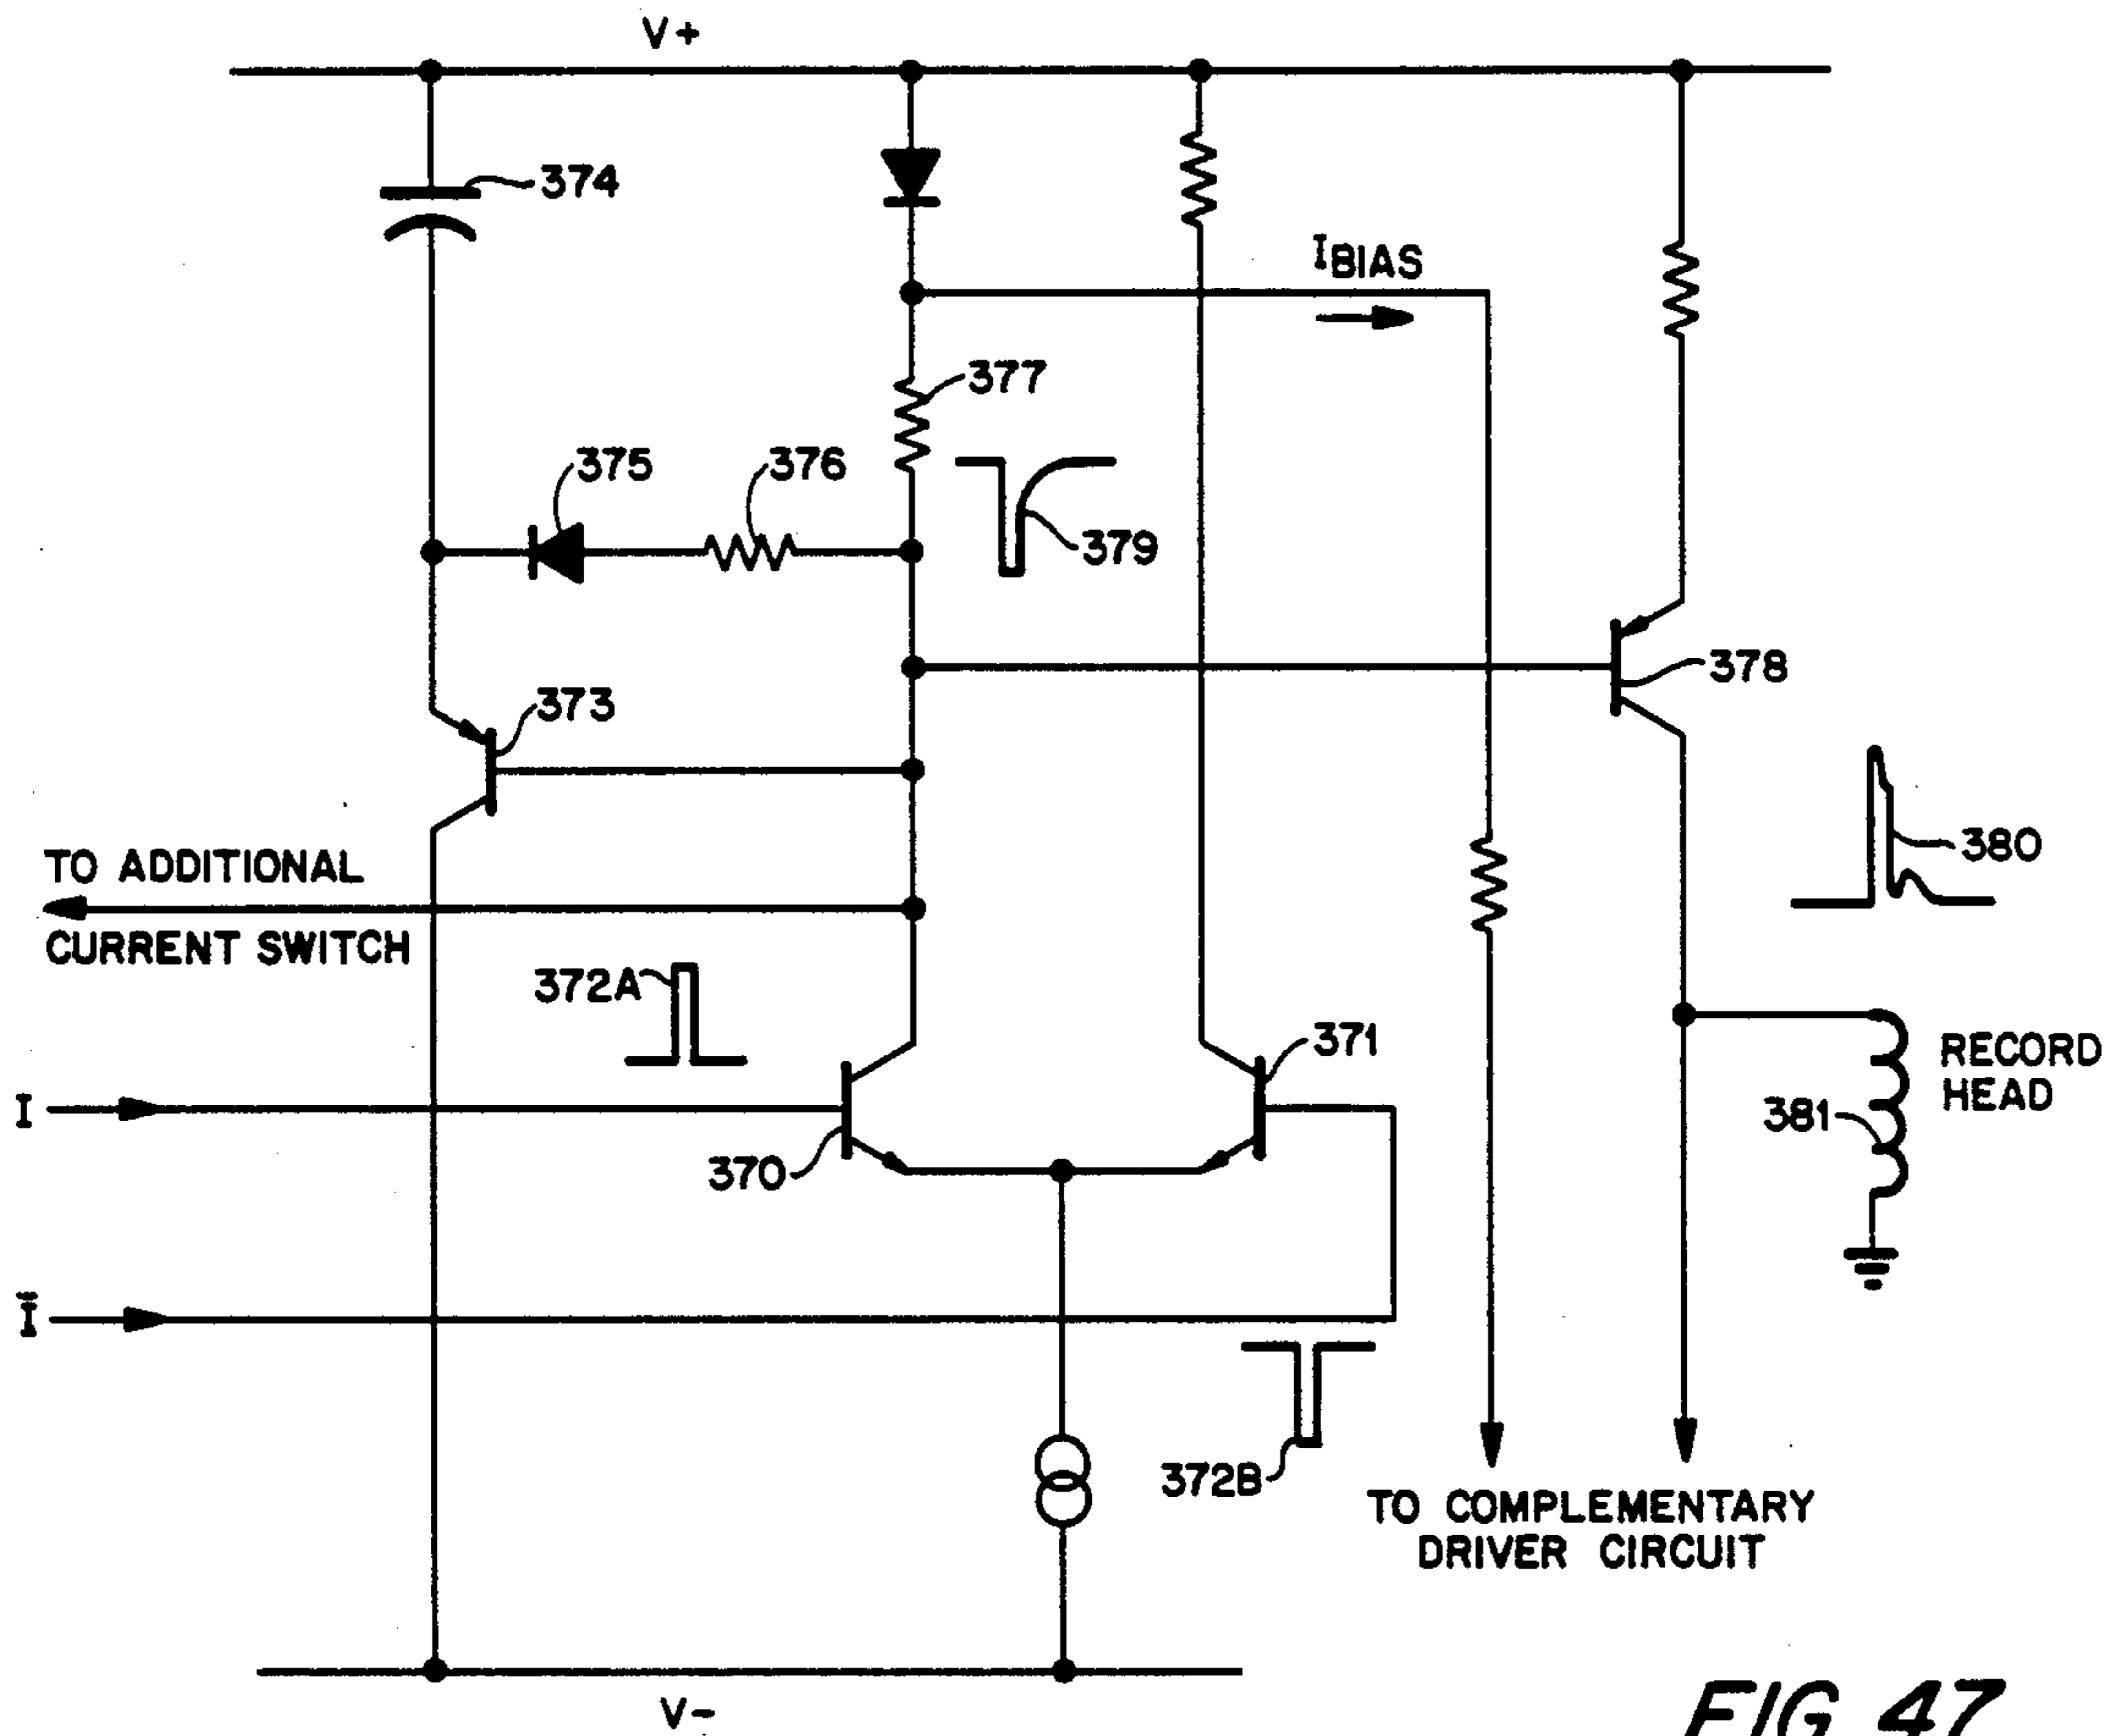 V+
374
IBIAS
377
375
376
379
378
373
380
TO ADDITIONAL
CURRENT SWITCH
372A
371
RECORD
HEAD
I
381
370
Ī
372B
TO COMPLEMENTARY
DRIVER CIRCUIT
V-
FIG. 47